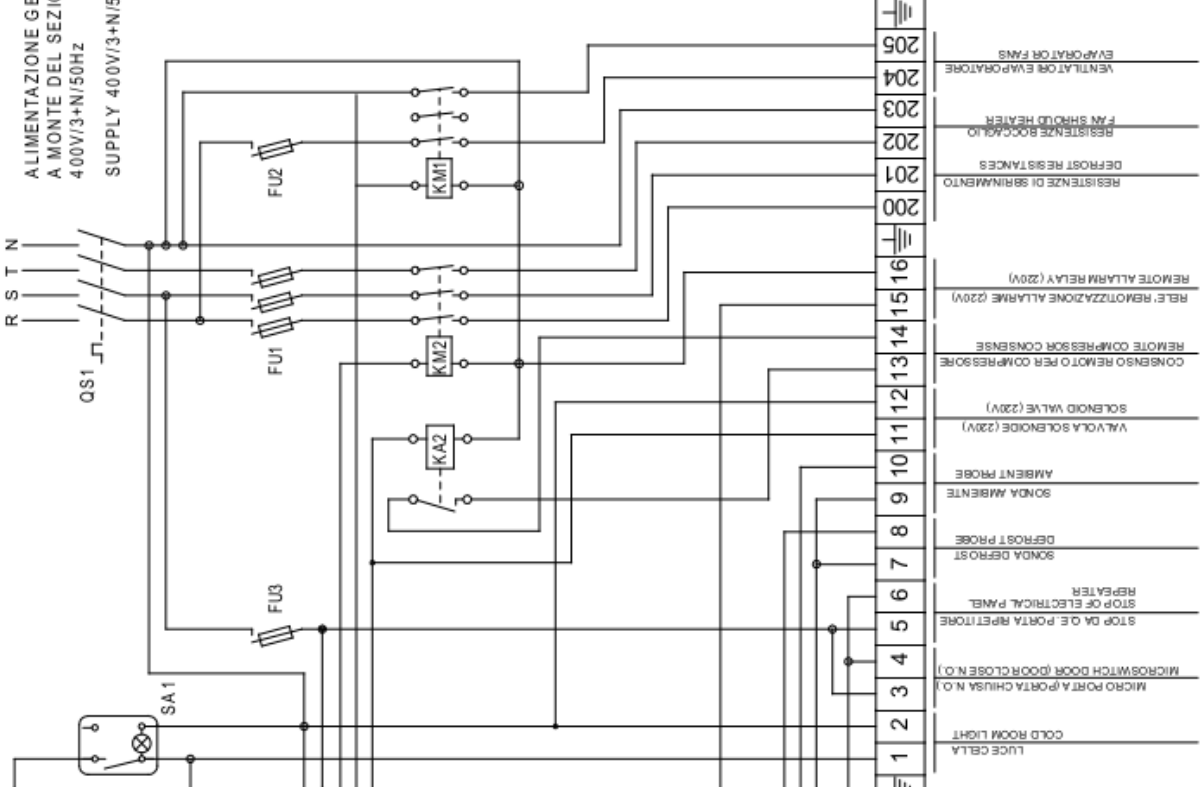 ALIMENTAZIONE GE
A MONTE DEL SEZIO
400V/3+N/50Hz
SUPPLY 400V/3+N/5
N
T
S
R
QS1
FU2
FU1
FU3
KM1
KM2
KA2
SA1
205
204
203
202
201
200
16
15
14
13
12
11
10
9
8
7
6
5
4
3
2
1
EVAPORATOR FANS
VENTILATORI EVAPORATORE
FAN SHROUD HEATER
RESISTENZE BOCCAGLIO
DEFROST RESISTANCES
RESISTENZE DI SBRINAMENTO
REMOTE ALLARM RELAY (220V)
RELE. REMOTIZZAZIONE ALLARME (220V)
REMOTE COMPRESSOR CONSENSE
CONSENSO REMOTO PER COMPRESSORE
SOLENOID VALVE (220V)
VALVOLA SOLENOIDE (220V)
AMBIENT PROBE
SONDA AMBIENTE
DEFROST PROBE
SONDA DEFROST
REPEATER
STOP OF ELECTRICAL PANEL
STOP DA Q.E. PORTA RIPETITORE
MICROSWITCH DOOR (DOOR CLOSE N.O.)
MICRO PORTA (PORTA CHIUSA N.O.)
COLD ROOM LIGHT
LUCE CELLA